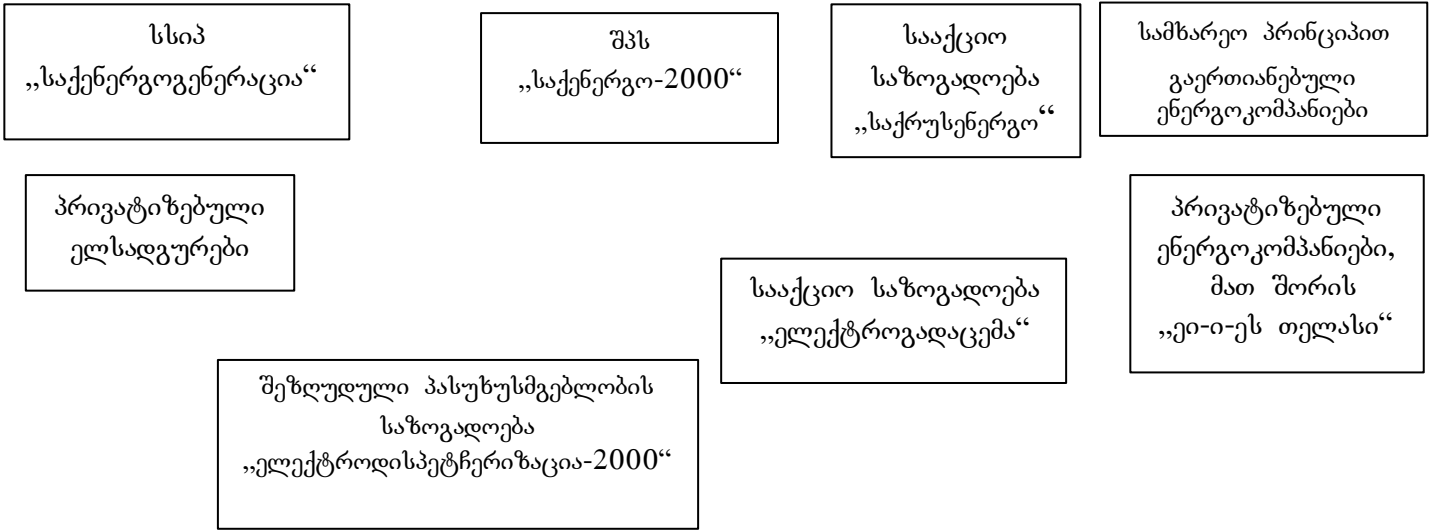 სსიპ
„საქენერგოგენერაცია“
შპს
„საქენერგო-2000“
სააქციო
საზოგადოება
„საქრუსენერგო“
სამხარეო პრინციპით
გაერთიანებული
ენერგოკომპანიები
პრივატიზებული
ელსადგურები
პრივატიზებული
ენერგოკომპანიები,
მათ შორის
„ეი-ი-ეს თელასი“
სააქციო საზოგადოება
„ელექტროგადაცემა“
შეზღუდული პასუხუსმგებლობის
საზოგადოება
„ელექტროდისპეტჩერიზაცია-2000“